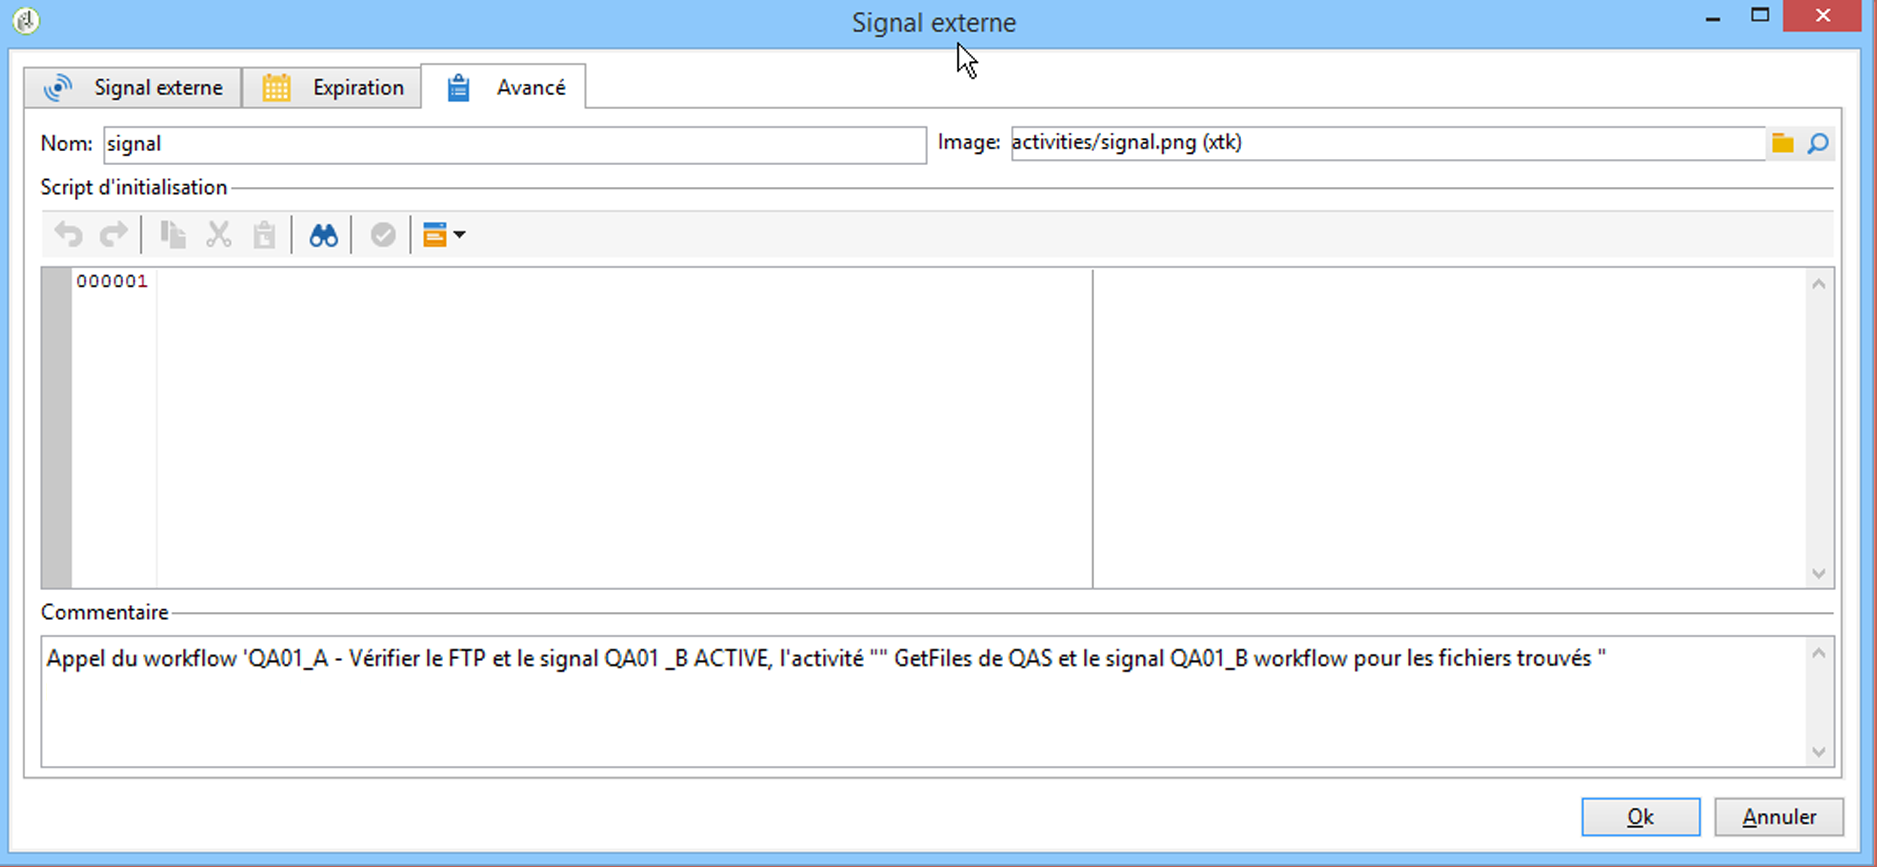 Signal externe
Signal externe Expiration Avancé
Nom: signal Image: activities/signal.png (xtk)
Script d'initialisation
000001
Commentaire
Appel du workflow 'QA01_A - Vérifier le FTP et le signal QA01 _B ACTIVE, l'activité "" GetFiles de QAS et le signal QA01_B workflow pour les fichiers trouvés "
Ok Annuler